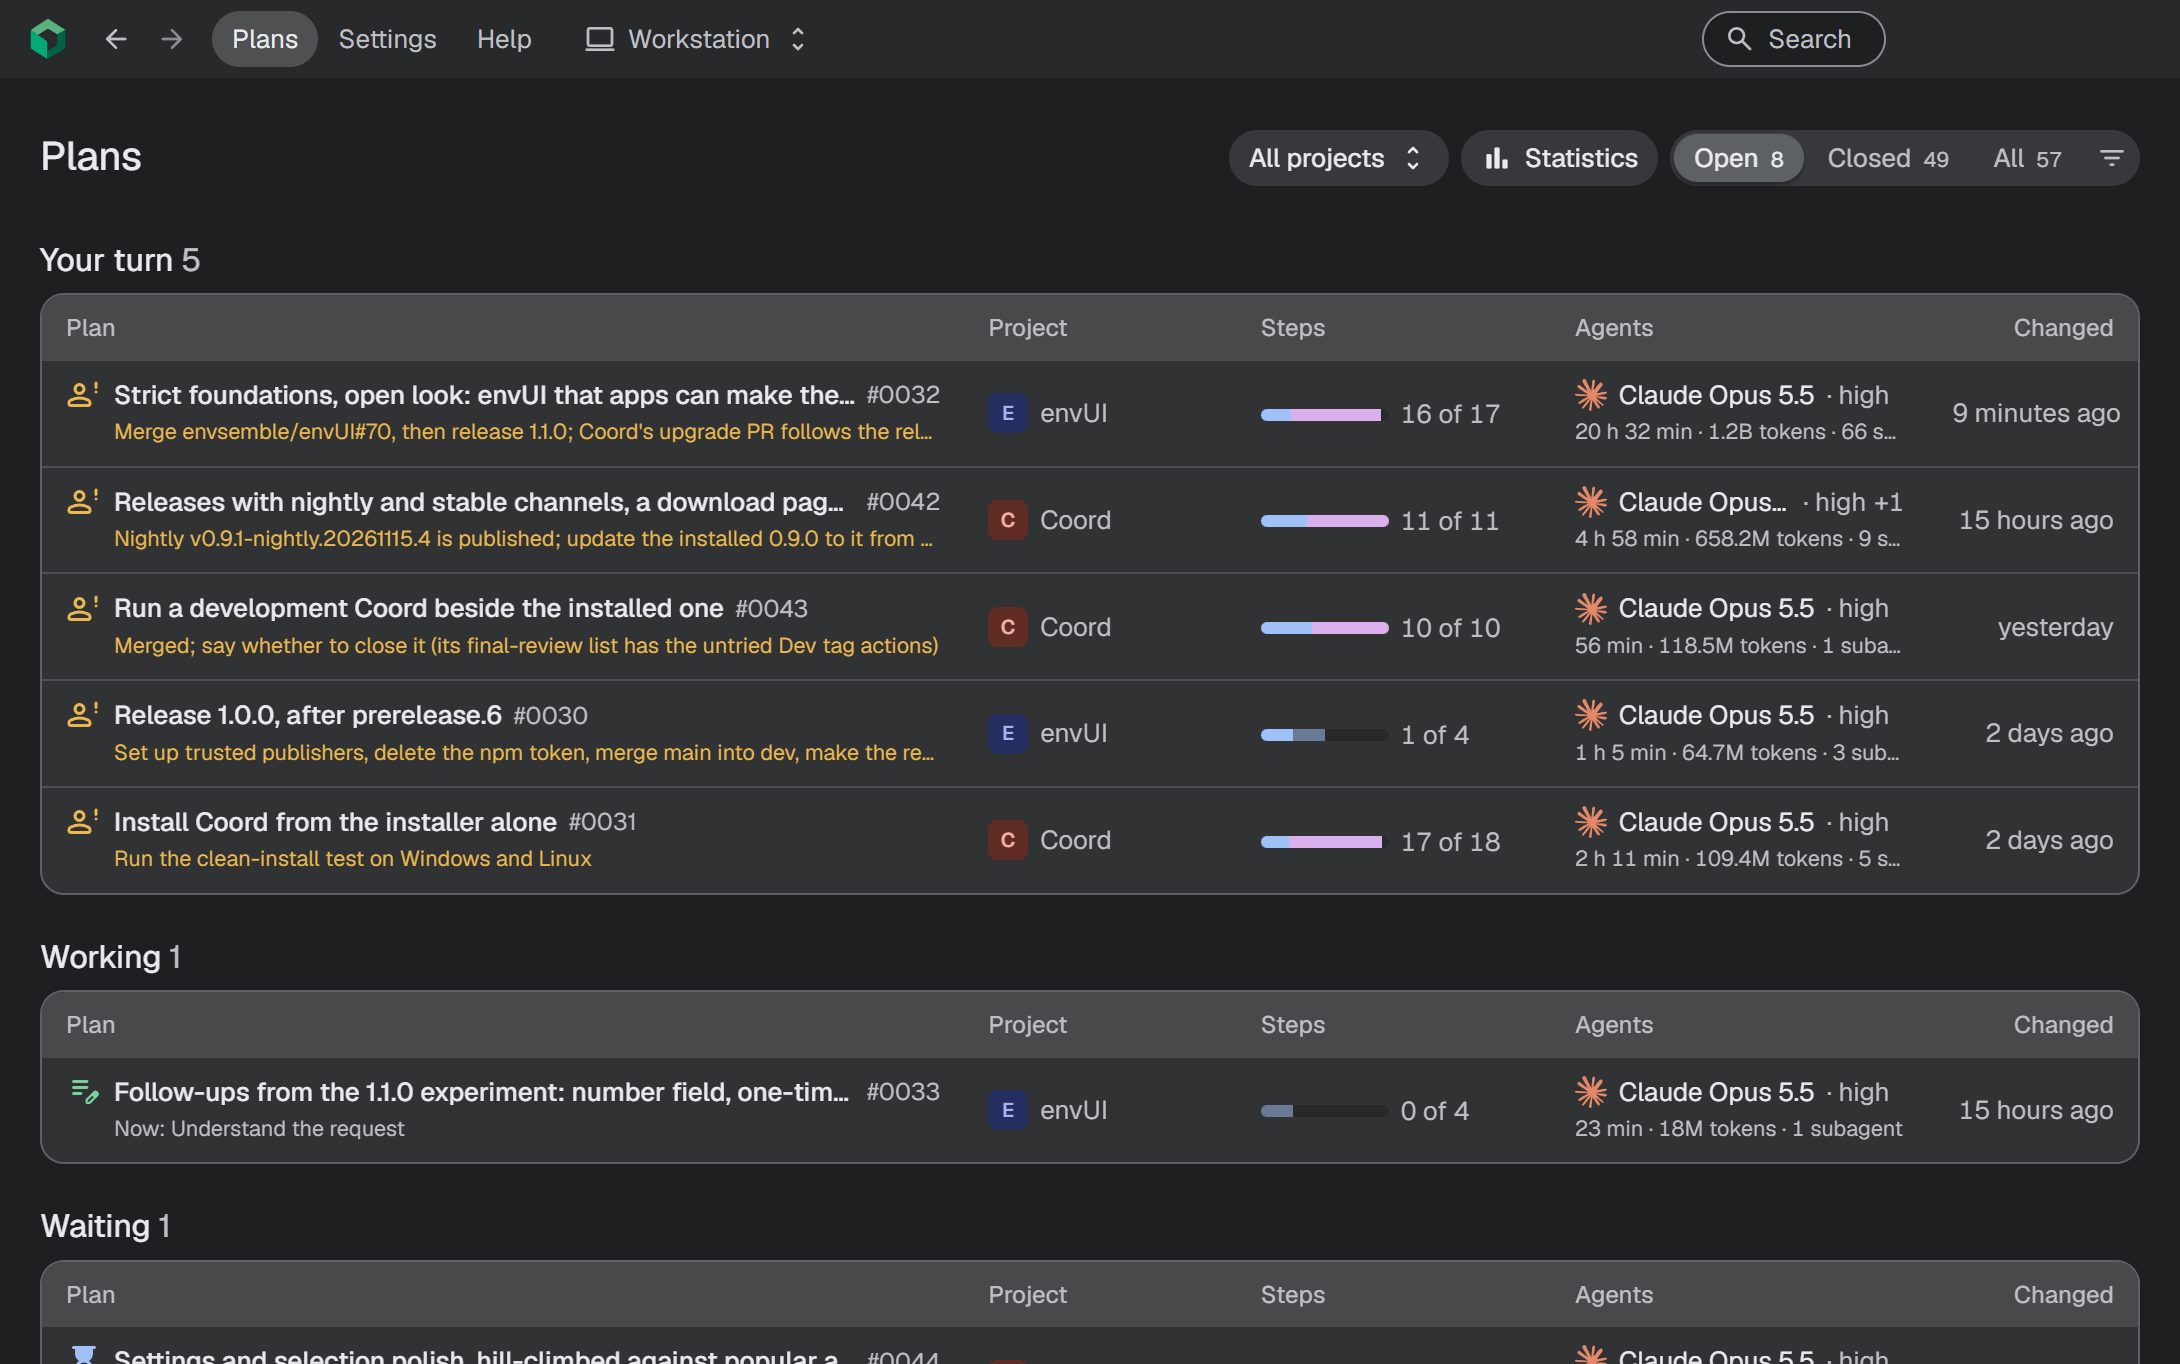 Plans Settings Help Workstation Search
Plans
All projects Statistics Open 8 Closed 49 All 57
Your turn 5
Plan Project Steps Agents Changed
Strict foundations, open look: envUI that apps can make the... #0032 E envUI 16 of 17 Claude Opus 5.5 · high 9 minutes ago
Merge envsemble/envUI#70, then release 1.1.0; Coord's upgrade PR follows the rel... 20 h 32 min · 1.2B tokens · 66 s...
Releases with nightly and stable channels, a download pag... #0042 C Coord 11 of 11 Claude Opus... · high +1 15 hours ago
Nightly v0.9.1-nightly.20261115.4 is published; update the installed 0.9.0 to it from ... 4 h 58 min · 658.2M tokens · 9 s...
Run a development Coord beside the installed one #0043 C Coord 10 of 10 Claude Opus 5.5 · high yesterday
Merged; say whether to close it (its final-review list has the untried Dev tag actions) 56 min · 118.5M tokens · 1 suba...
Release 1.0.0, after prerelease.6 #0030 E envUI 1 of 4 Claude Opus 5.5 · high 2 days ago
Set up trusted publishers, delete the npm token, merge main into dev, make the re... 1 h 5 min · 64.7M tokens · 3 sub...
Install Coord from the installer alone #0031 C Coord 17 of 18 Claude Opus 5.5 · high 2 days ago
Run the clean-install test on Windows and Linux 2 h 11 min · 109.4M tokens · 5 s...
Working 1
Plan Project Steps Agents Changed
Follow-ups from the 1.1.0 experiment: number field, one-tim... #0033 E envUI 0 of 4 Claude Opus 5.5 · high 15 hours ago
Now: Understand the request 23 min · 18M tokens · 1 subagent
Waiting 1
Plan Project Steps Agents Changed
Settings and selection polish, hill-climbed against popular a... #0044 Claude Opus 5.5 · high